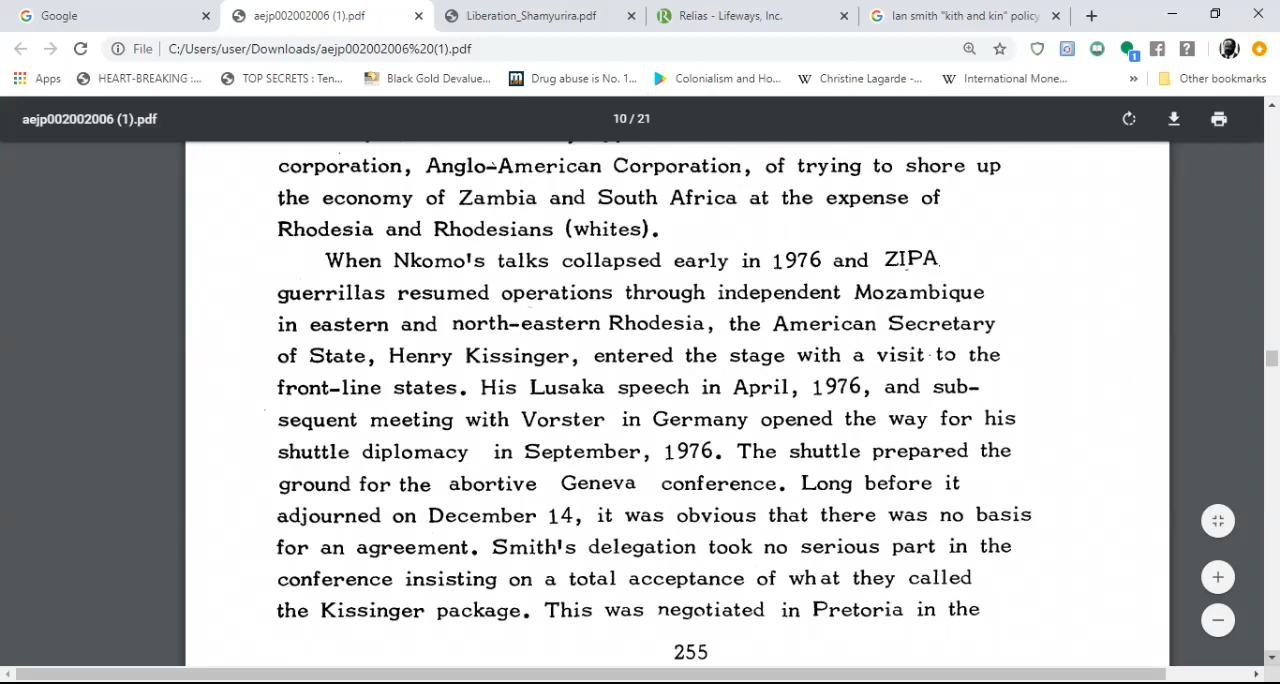 Google
aejp002002006 (1).pdf
Liberation_Shamyurira.pdf
Relias - Lifeways, Inc.
Ian smith "kith and kin" policy
File
C:/Users/user/Downloads/aejp002002006%20(1).pdf
1
Apps
HEART-BREAKING :...
TOP SECRETS : Ten...
Black Gold Devalue...
Drug abuse is No. 1...
Colonialism and Ho...
Christine Lagarde -...
International Mone...
Other bookmarks
aejp002002006 (1).pdf
10 / 21
corporation, Anglo-American Corporation, of trying to shore up
the economy of Zambia and South Africa at the expense of
Rhodesia and Rhodesians (whites).
When Nkomo's talks collapsed early in 1976 and ZIPA
guerrillas resumed operations through independent Mozambique
in eastern and north-eastern Rhodesia, the American Secretary
of State, Henry Kissinger, entered the stage with a visit to the
front-line states. His Lusaka speech in April, 1976, and sub-
sequent meeting with Vorster in Germany opened the way for his
shuttle diplomacy in September, 1976. The shuttle prepared the
ground for the abortive Geneva conference. Long before it
adjourned on December 14, it was obvious that there was no basis
for an agreement. Smith's delegation took no serious part in the
conference insisting on a total acceptance of what they called
the Kissinger package. This was negotiated in Pretoria in the
255